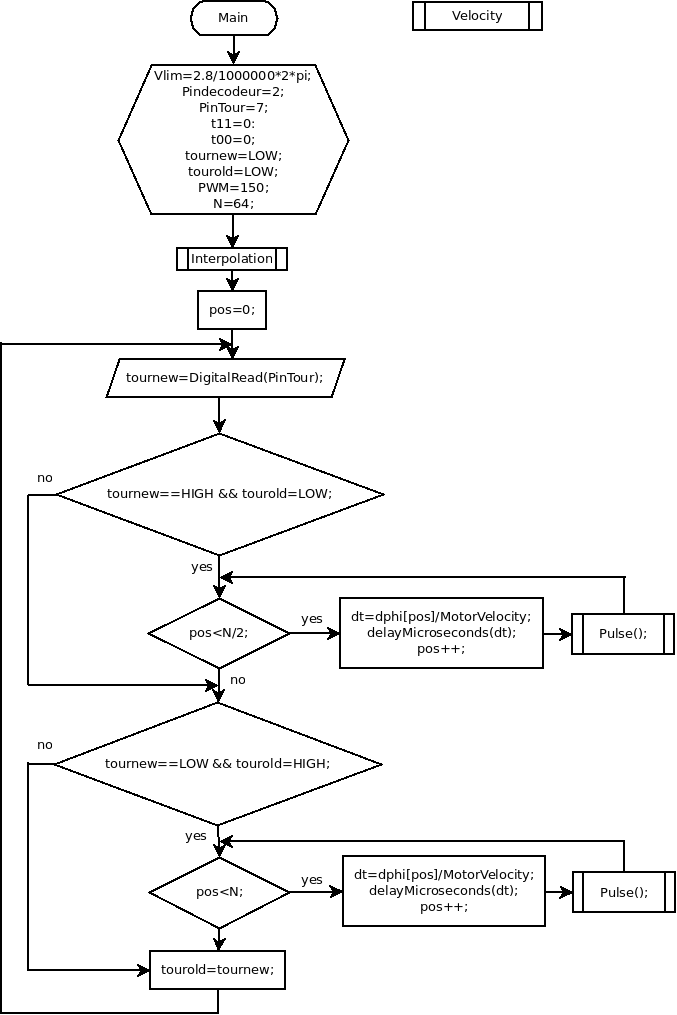 Main
Velocity
Vlim=2.8/1000000*2*pi;
Pindecodeur=2;
PinTour=7;
t11=0:
t00=0;
tournew=LOW;
tourold=LOW;
PWM=150;
N=64;
Interpolation
pos=0;
tournew=DigitalRead(PinTour);
no
tournew==HIGH && tourold=LOW;
yes
pos<N/2;
yes
dt=dphi[pos]/MotorVelocity;
delayMicroseconds(dt);
pos++;
Pulse();
no
no
tournew==LOW && tourold=HIGH;
yes
pos<N;
yes
dt=dphi[pos]/MotorVelocity;
delayMicroseconds(dt);
pos++;
Pulse();
tourold=tournew;